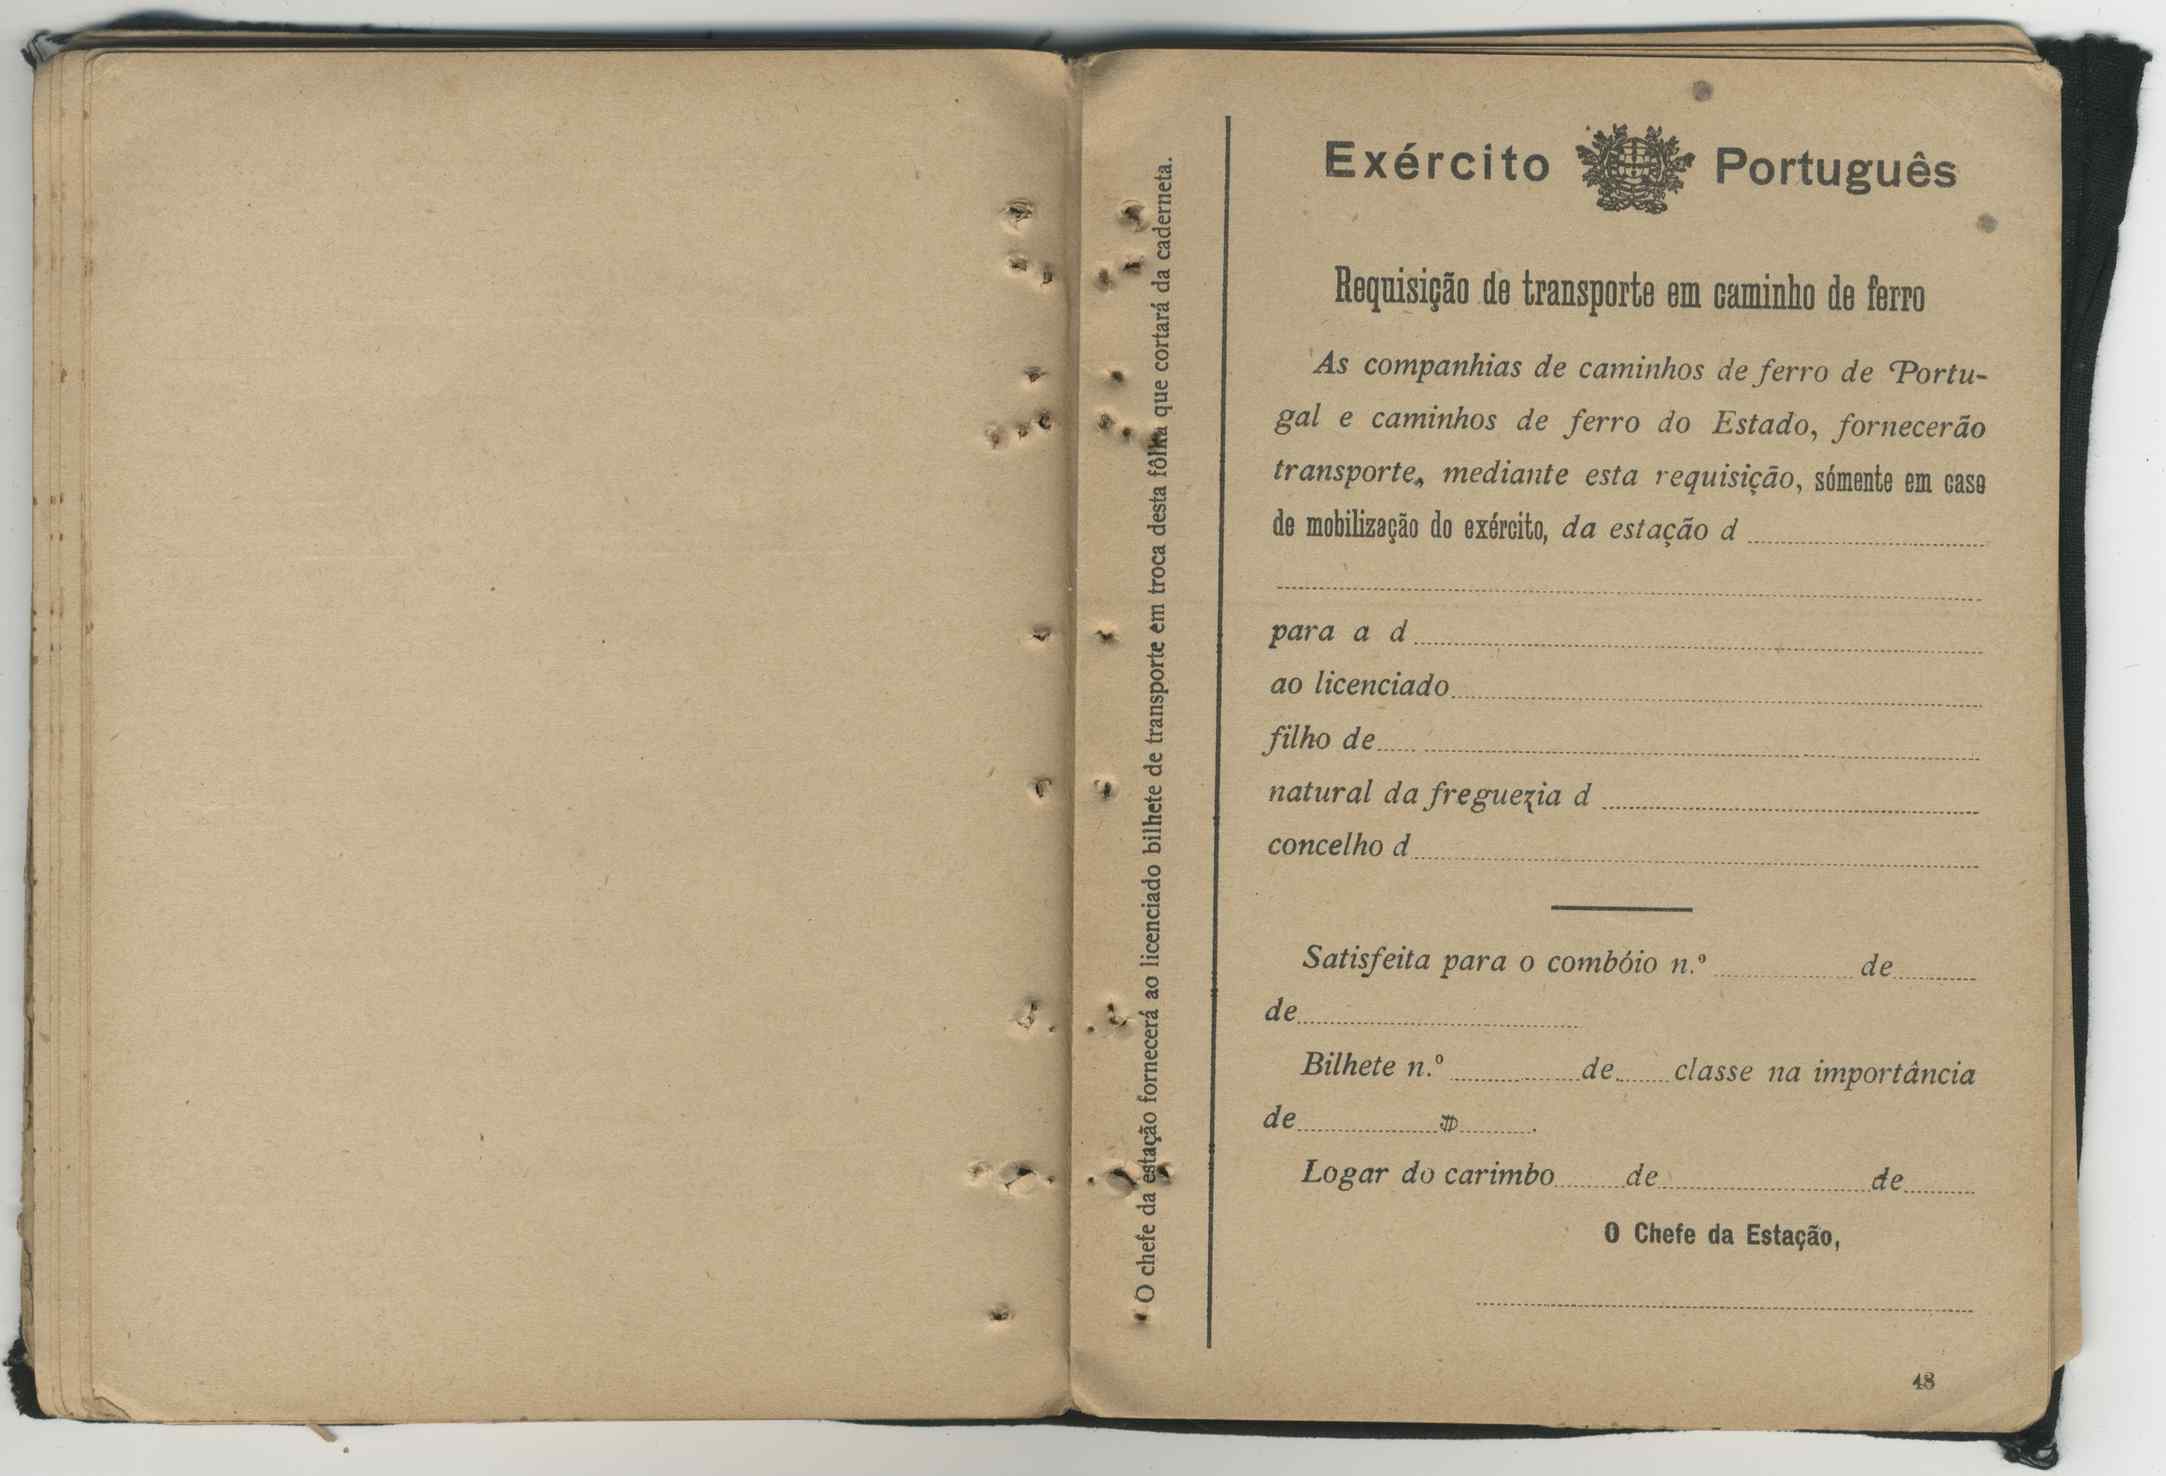 O chefe da estação fornecerá ao licenciado bilhete de transporte em troca desta fôlha que cortará da caderneta.
Exército Português
Requisição de transporte em caminho de ferro
As companhias de caminhos de ferro de Portu-
gal e caminhos de ferro do Estado, fornecerão
transporte, mediante esta requisição, sómente em caso
de mobilização do exército, da estação d
para a d
ao licenciado
filho de
natural da freguezia d
concelho d
Satisfeita para o combóio n.º de
de
Bilhete n.º de classe na importância
de $ .
Logar do carimbo de de
O Chefe da Estação,
48